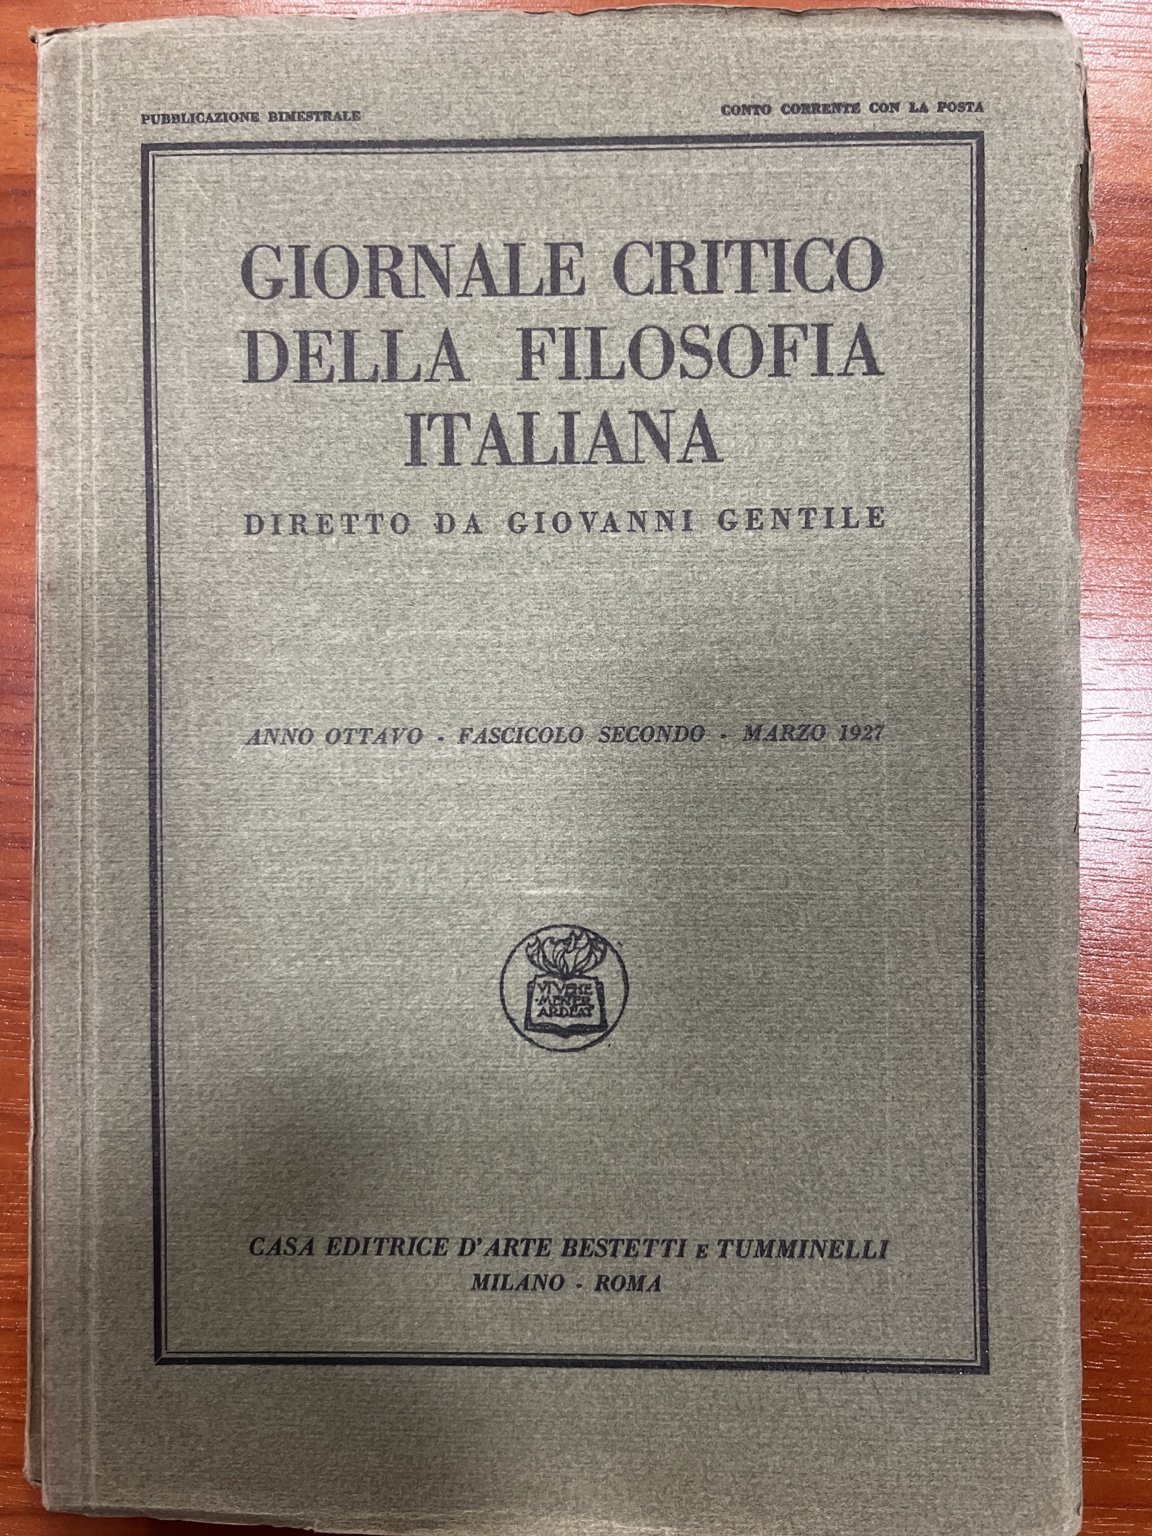 PUBBLICAZIONE BIMESTRALE
CONTO CORRENTE CON LA POSTA
GIORNALE CRITICO
DELLA FILOSOFIA
ITALIANA
DIRETTO DA GIOVANNI GENTILE
ANNO OTTAVO - FASCICOLO SECONDO - MARZO 1927
ARDEAT
CASA EDITRICE D'ARTE BESTETTI E TUMMINELLI
MILANO - ROMA